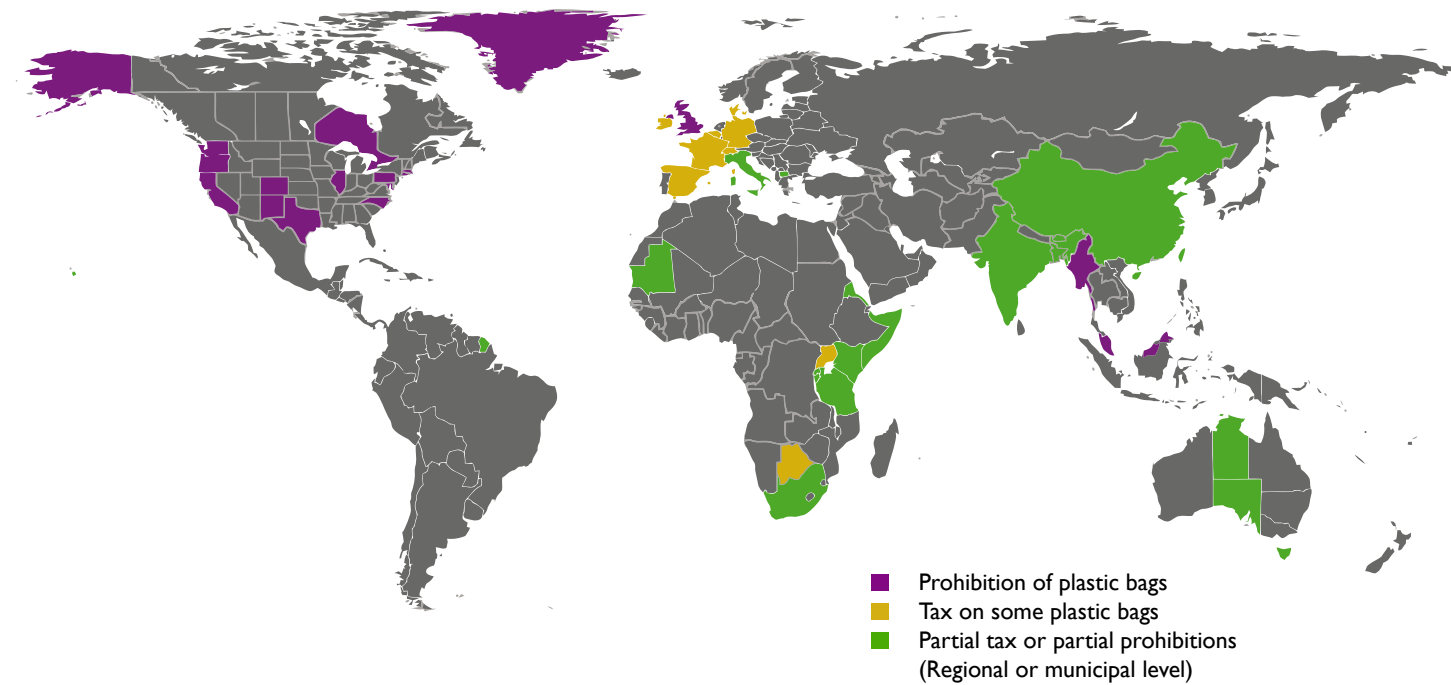 Prohibition of plastic bags
Tax on some plastic bags
Partial tax or partial prohibitions
(Regional or municipal level)